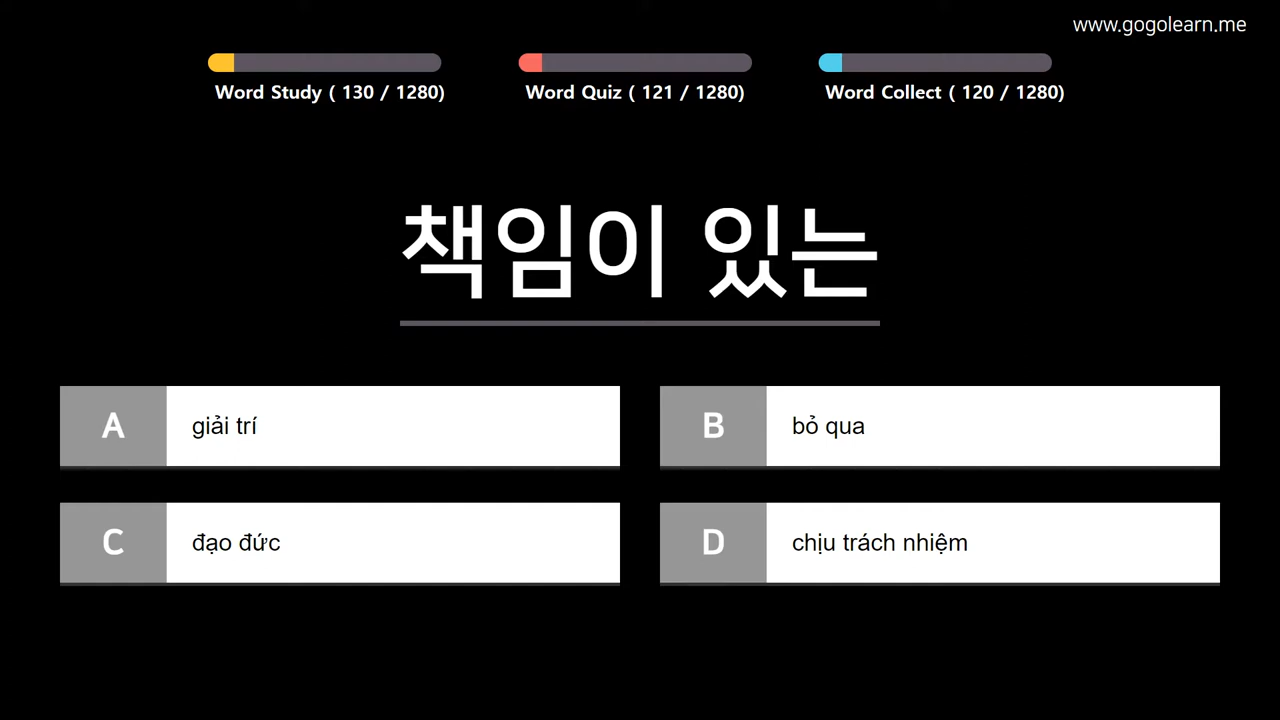 www.gogolearn.me
Word Study ( 130 / 1280)
Word Quiz ( 121 / 1280)
Word Collect ( 120 / 1280)
책임이 있는
A giải trí
B bỏ qua
C đạo đức
D chịu trách nhiệm